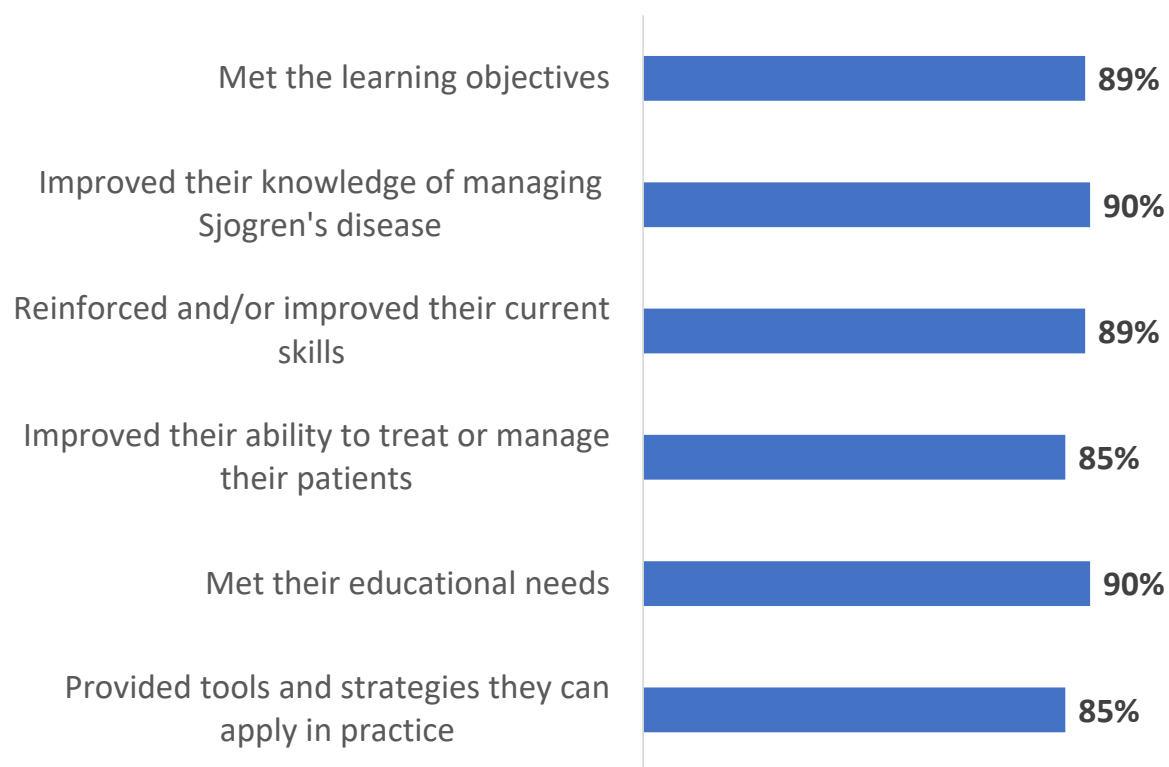 Met the learning objectives
89%
Improved their knowledge of managing
Sjogren's disease
90%
Reinforced and/or improved their current
skills
89%
Improved their ability to treat or manage
their patients
85%
Met their educational needs
90%
Provided tools and strategies they can
apply in practice
85%